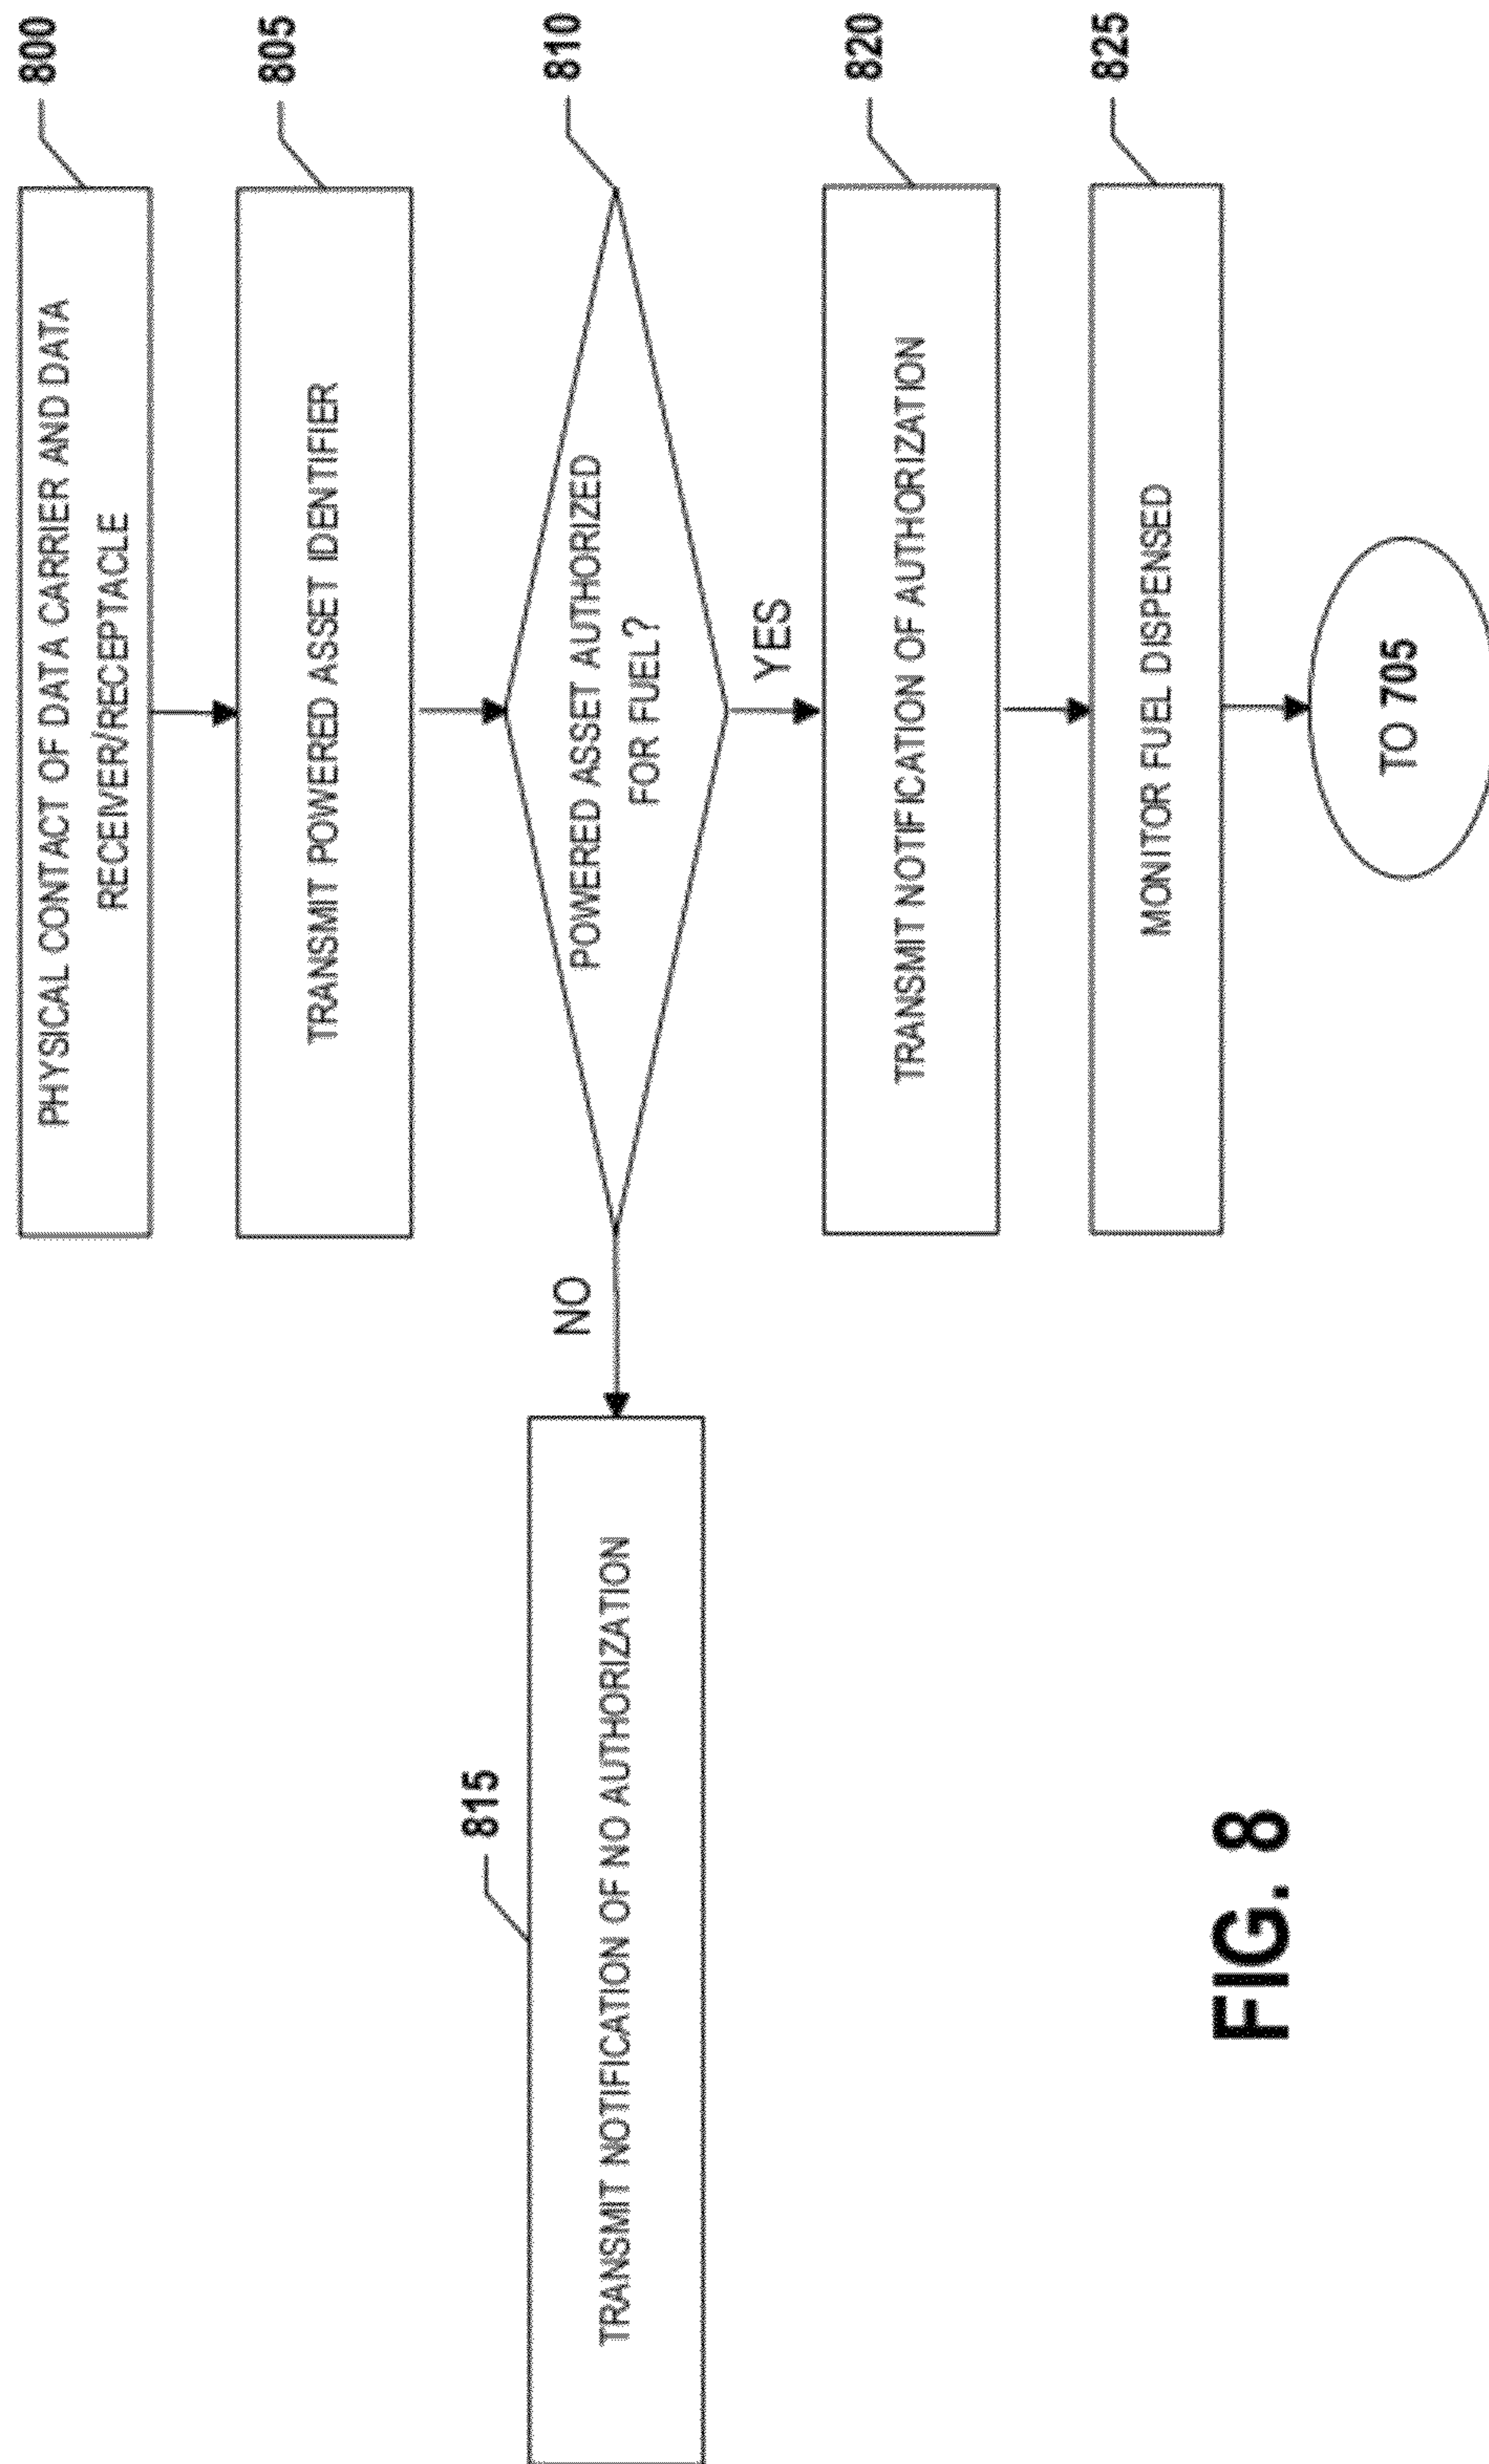 800
PHYSICAL CONTACT OF DATA CARRIER AND DATA
RECEIVER/RECEPTACLE
805
TRANSMIT POWERED ASSET IDENTIFIER
810
POWERED ASSET AUTHORIZED
FOR FUEL?
NO
815
TRANSMIT NOTIFICATION OF NO AUTHORIZATION
YES
820
TRANSMIT NOTIFICATION OF AUTHORIZATION
825
MONITOR FUEL DISPENSED
TO 705
FIG. 8